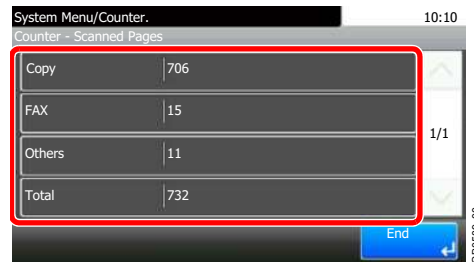 System Menu/Counter. 10:10
Counter - Scanned Pages
Copy 706
FAX 15
1/1
Others 11
Total 732
End